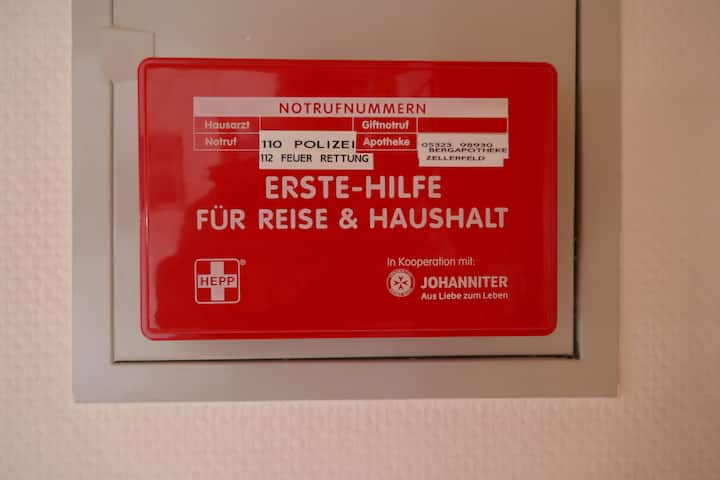 NOTRUFNUMMERN
Hausarzt Giftnotruf
Notruf 110 POLIZEI Apotheke 05323 98930
112 FEUER RETTUNG BERGAPOTHEKE
ZELLERFELD
ERSTE-HILFE
FÜR REISE & HAUSHALT
In Kooperation mit:
HEPP ® JOHANNITER
Aus Liebe zum Leben